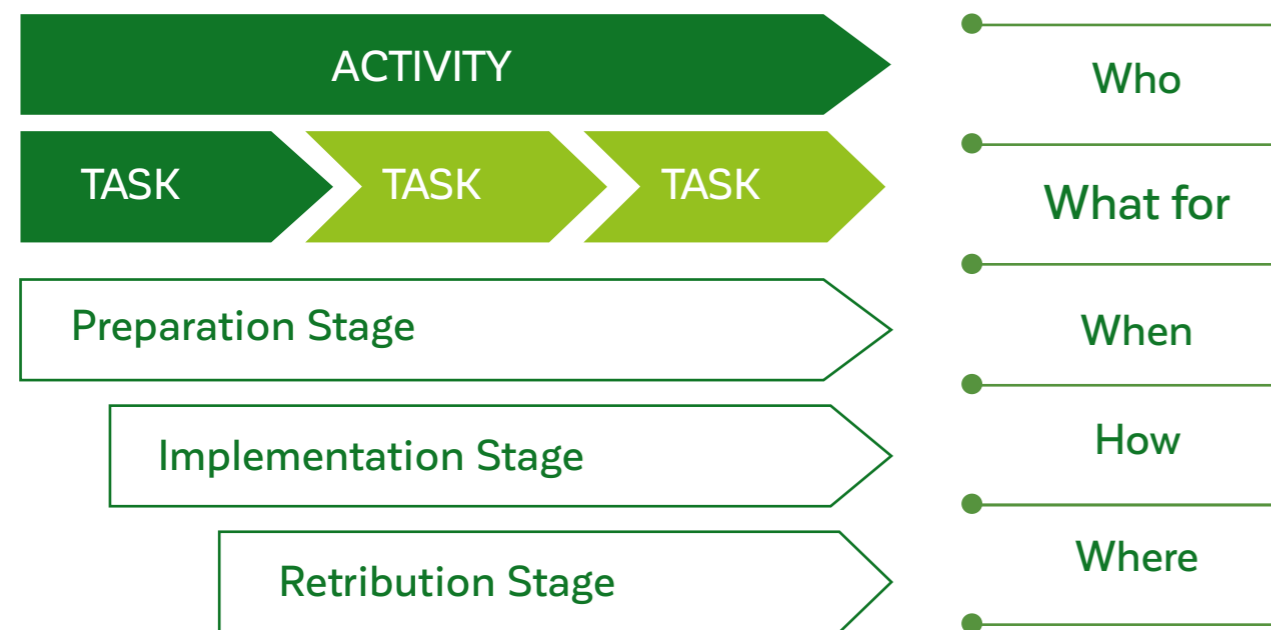 ACTIVITY
TASK TASK TASK
Preparation Stage
Implementation Stage
Retribution Stage
Who
What for
When
How
Where